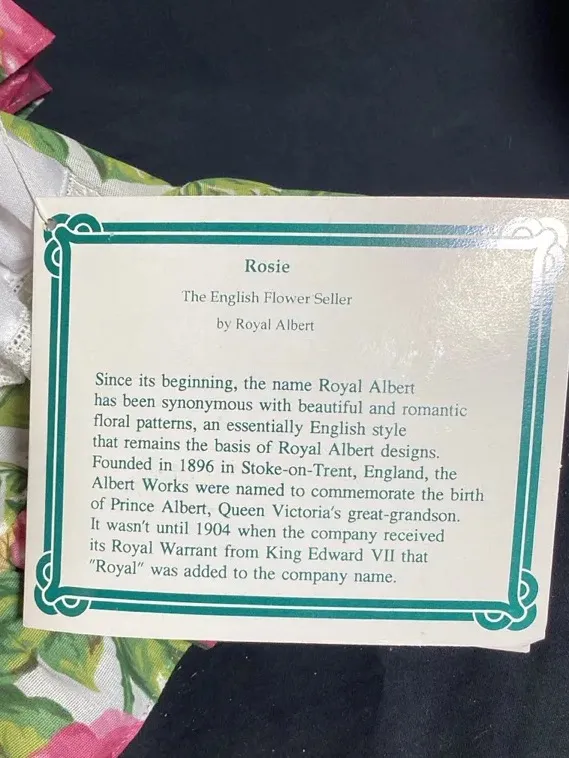 Rosie
The English Flower Seller
by Royal Albert
Since its beginning, the name Royal Albert
has been synonymous with beautiful and romantic
floral patterns, an essentially English style
that remains the basis of Royal Albert designs.
Founded in 1896 in Stoke-on-Trent, England, the
Albert Works were named to commemorate the birth
of Prince Albert, Queen Victoria's great-grandson.
It wasn't until 1904 when the company received
its Royal Warrant from King Edward VII that
"Royal" was added to the company name.